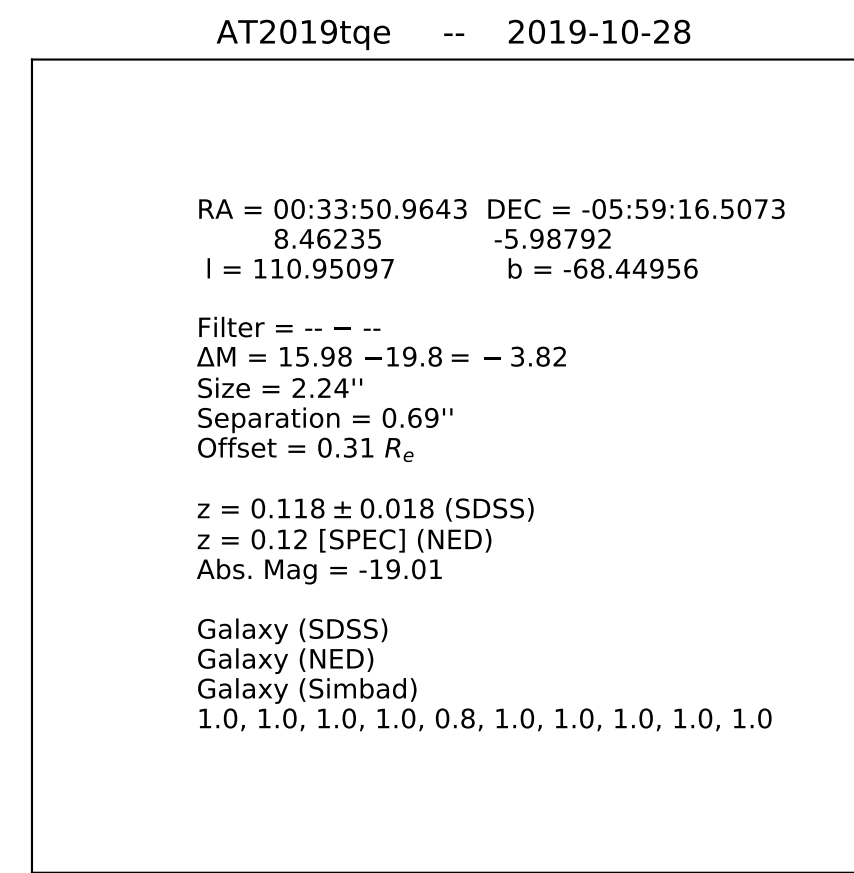 AT2019tqe -- 2019-10-28
RA = 00:33:50.9643 DEC = -05:59:16.5073
8.46235 -5.98792
l = 110.95097 b = -68.44956
Filter = -- − --
ΔM = 15.98 −19.8 = − 3.82
Size = 2.24''
Separation = 0.69''
Offset = 0.31 Re
z = 0.118 ± 0.018 (SDSS)
z = 0.12 [SPEC] (NED)
Abs. Mag = -19.01
Galaxy (SDSS)
Galaxy (NED)
Galaxy (Simbad)
1.0, 1.0, 1.0, 1.0, 0.8, 1.0, 1.0, 1.0, 1.0, 1.0